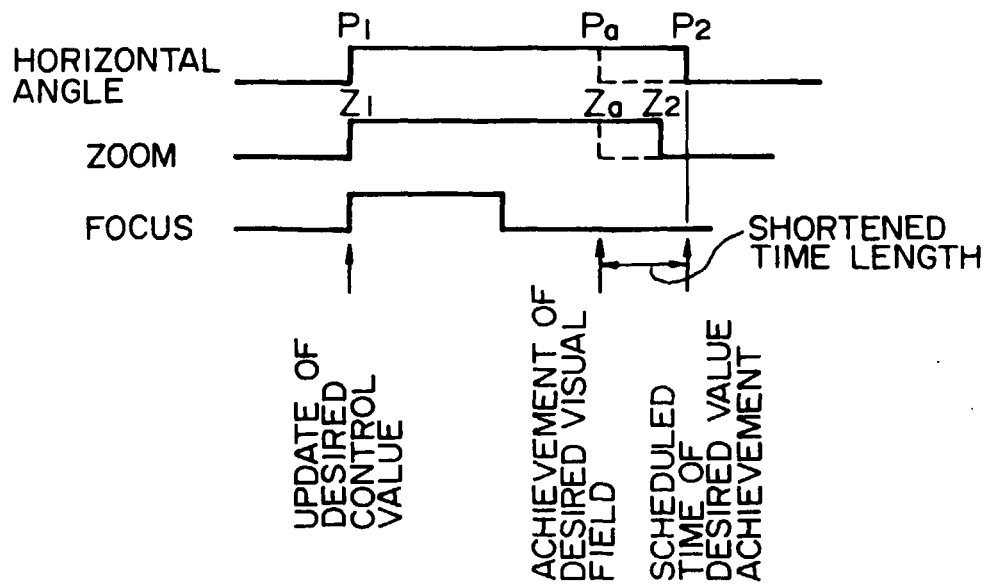 P1 Pa P2
HORIZONTAL
ANGLE
Z1 Za Z2
ZOOM
FOCUS
SHORTENED
TIME LENGTH
UPDATE OF
DESIRED
CONTROL
VALUE
ACHIEVEMENT OF
DESIRED VISUAL
FIELD
SCHEDULED
TIME OF
DESIRED VALUE
ACHIEVEMENT